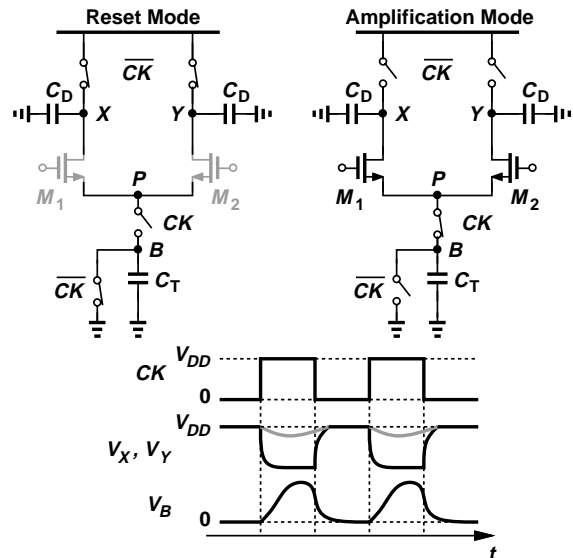 Reset Mode
Amplification Mode
CK
CK
C_D
C_D
C_D
C_D
X
Y
X
Y
M_1
P
M_2
M_1
P
M_2
CK
CK
B
B
CK
C_T
CK
C_T
V_DD
CK
0
V_DD
V_X, V_Y
V_B
0
t